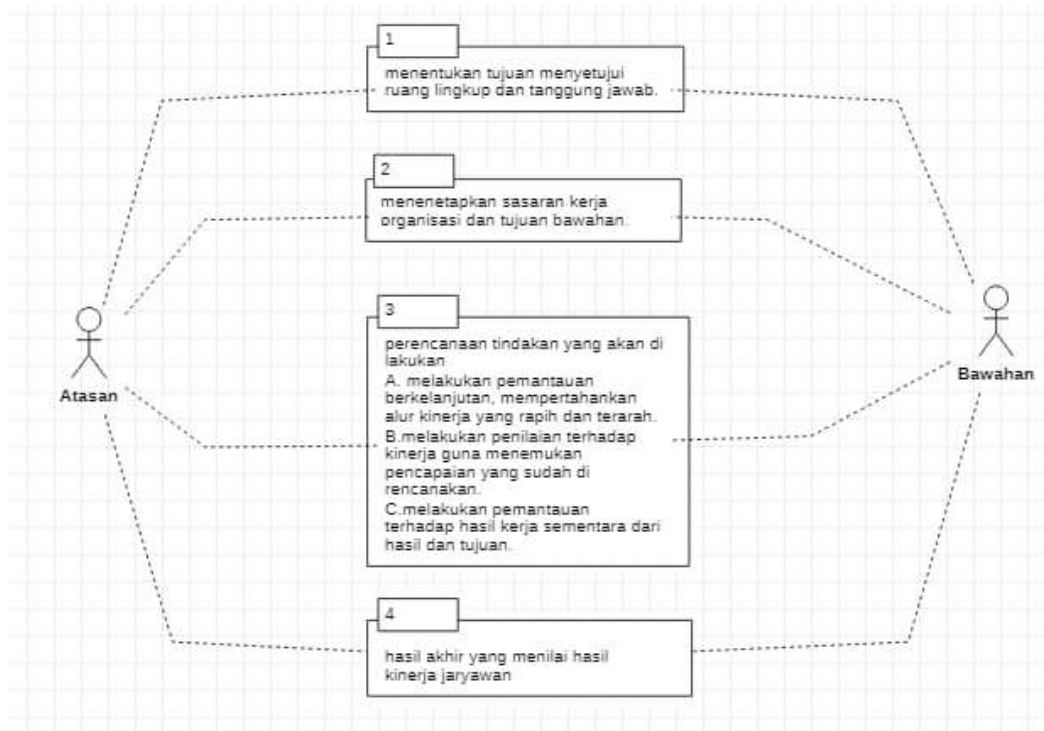 1
menentukan tujuan menyetujui
ruang lingkup dan tanggung jawab.
2
menenetapkan sasaran kerja
organisasi dan tujuan bawahan.
3
perencanaan tindakan yang akan di
lakukan
A. melakukan pemantauan
berkelanjutan, mempertahankan
alur kinerja yang rapih dan terarah.
B.melakukan penilaian terhadap
kinerja guna menemukan
pencapaian yang sudah di
rencanakan.
C.melakukan pemantauan
terhadap hasil kerja sementara dari
hasil dan tujuan.
Atasan
Bawahan
4
hasil akhir yang menilai hasil
kinerja jaryawan